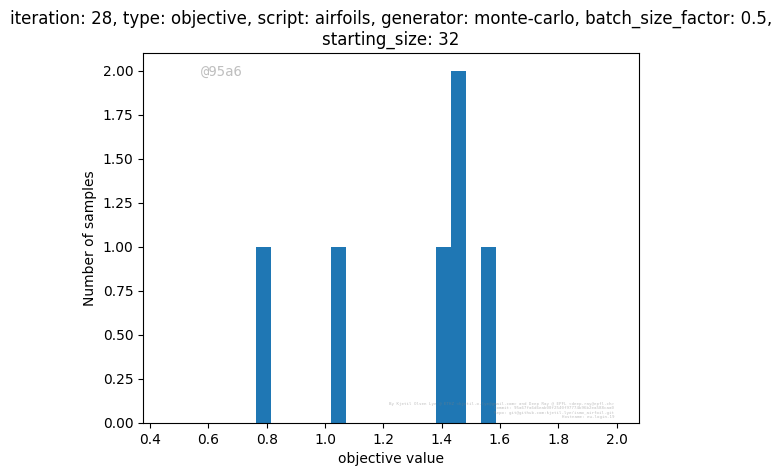 iteration: 28, type: objective, script: airfoils, generator: monte-carlo, batch_size_factor: 0.5,
starting_size: 32
@95a6
2.00
1.75
1.50
1.25
1.00
0.75
0.50
0.25
0.00
Number of samples
0.4 0.6 0.8 1.0 1.2 1.4 1.6 1.8 2.0
objective value